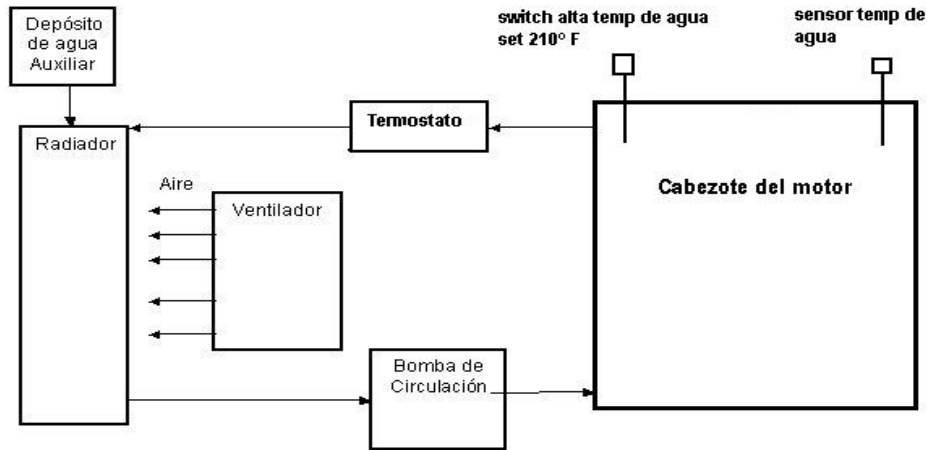 Depósito
de agua
Auxiliar
switch alta temp de agua
set 210º F
sensor temp de
agua
Radiador
Termostato
Aire
Ventilador
Cabezote del motor
Bomba de
Circulación